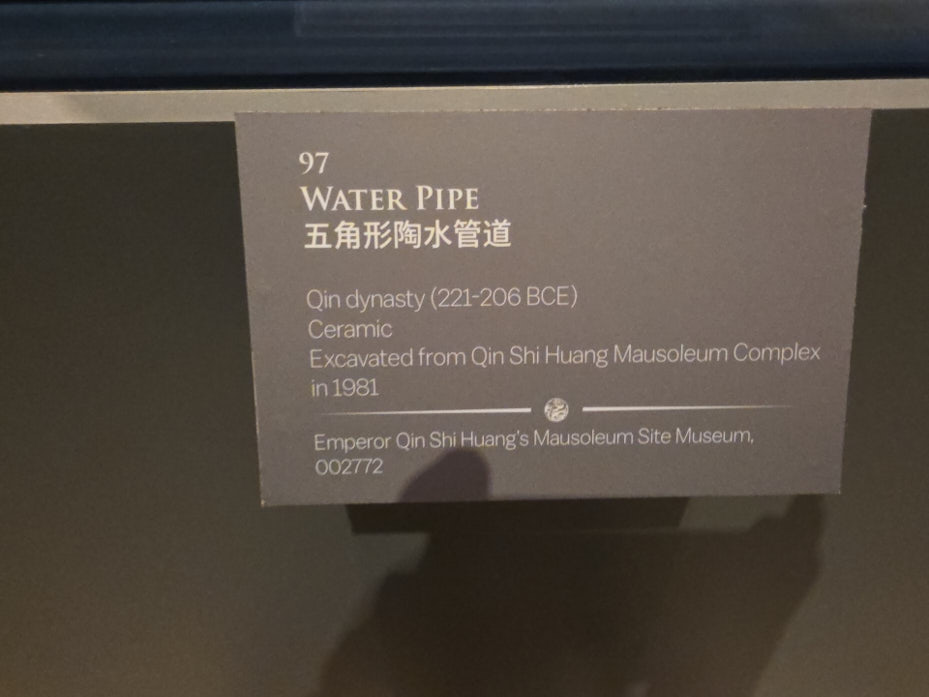 97
WATER PIPE
五角形陶水管道
Qin dynasty (221-206 BCE)
Ceramic
Excavated from Qin Shi Huang Mausoleum Complex
in 1981
Emperor Qin Shi Huang's Mausoleum Site Museum,
002772